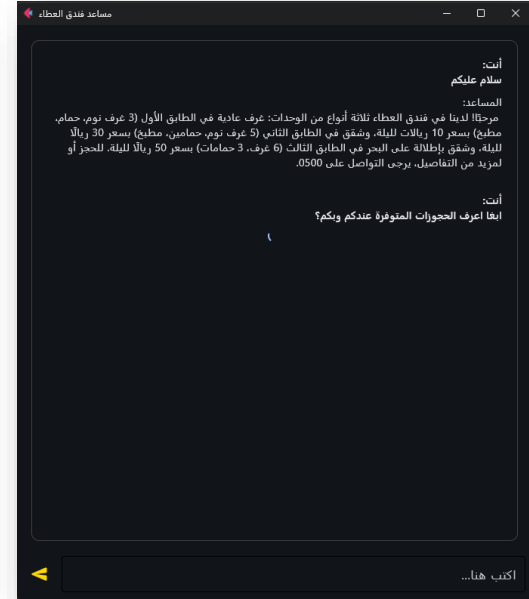 مساعد فندق العطاء
أنت:
سلام عليكم
المساعد:
مرحبًا! لدينا في فندق العطاء ثلاثة أنواع من الوحدات: غرف عادية في الطابق الأول (3 غرف نوم، حمام،
مطبخ) بسعر 10 ريالات لليلة، وشقق في الطابق الثاني (5 غرف نوم، حمامين، مطبخ) بسعر 30 ريالًا
لليلة، وشقق بإطلالة على البحر في الطابق الثالث (6 غرف، 3 حمامات) بسعر 50 ريالًا لليلة. للحجز أو
لمزيد من التفاصيل، يرجى التواصل على 0500.
أنت:
ابغا اعرف الحجوزات المتوفرة عندكم وبكم؟
اكتب هنا...